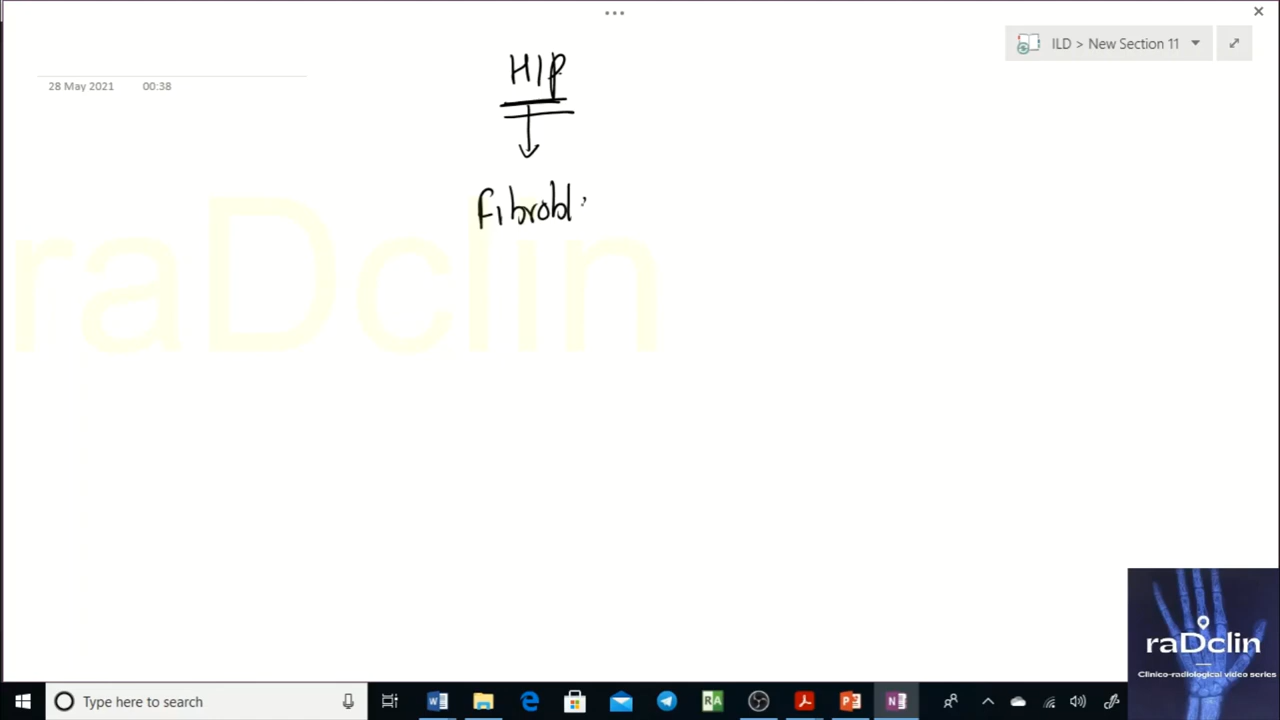 ILD > New Section 11
HIP
28 May 2021 00:38
Fibrobl
raDclin
raDclin
Clinico-radiological video series
Type here to search